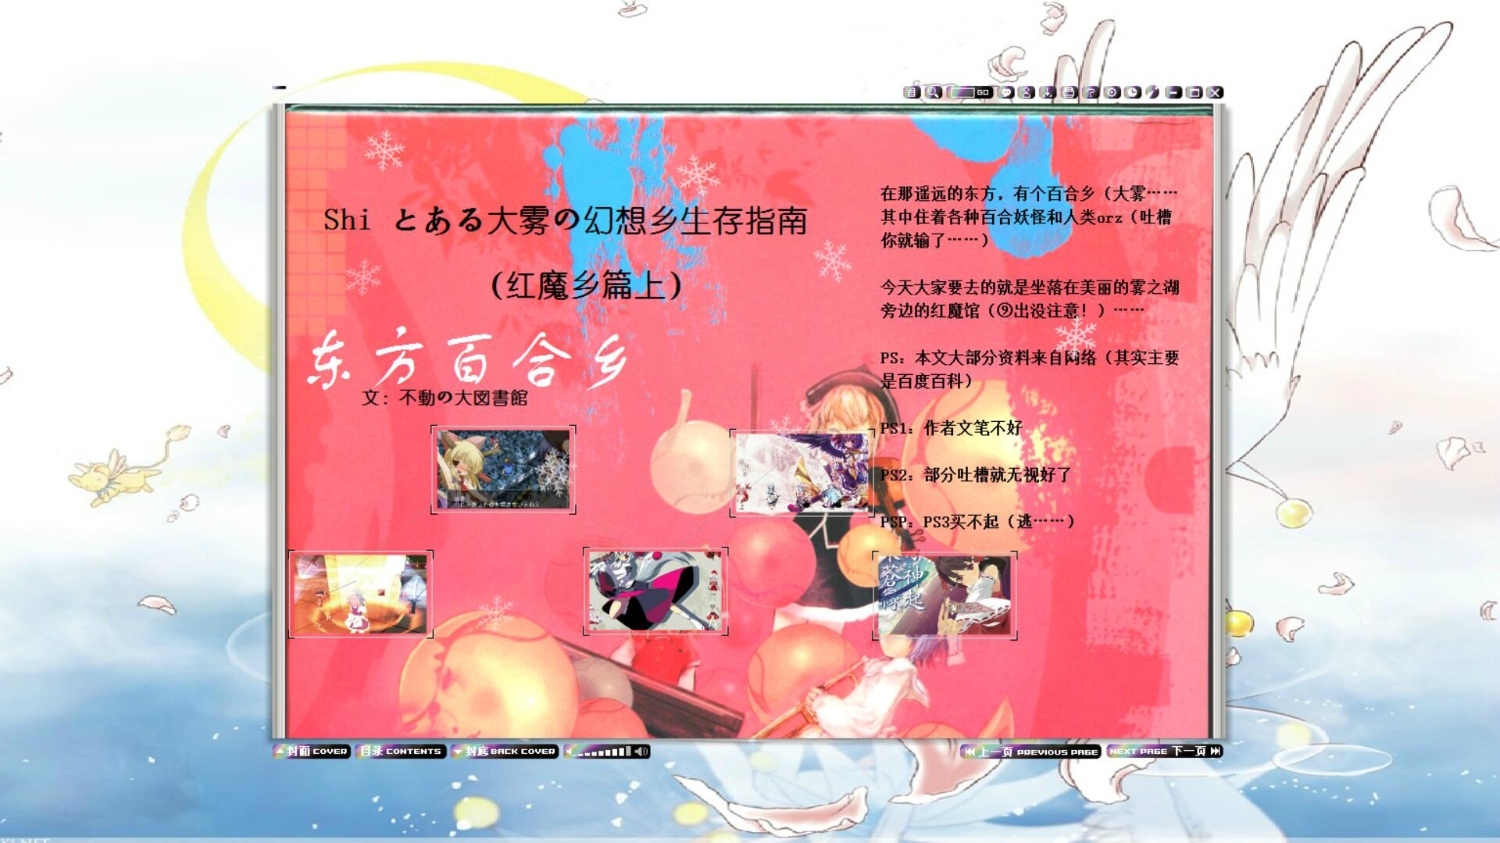 GO
Shi とある大雾の幻想乡生存指南
（红魔乡篇上）
东方百合乡
文：不動の大図書館
在那遥远的东方，有个百合乡（大雾……
其中住着各种百合妖怪和人类orz（吐槽
你就输了……）
今天大家要去的就是坐落在美丽的雾之湖
旁边的红魔馆（⑨出没注意！）……
PS：本文大部分资料来自网络（其实主要
是百度百科）
PS1：作者文笔不好
PS2：部分吐槽就无视好了
PSP：PS3买不起（逃……）
封面 COVER
目录 CONTENTS
封底 BACK COVER
上一页 PREVIOUS PAGE
NEXT PAGE 下一页